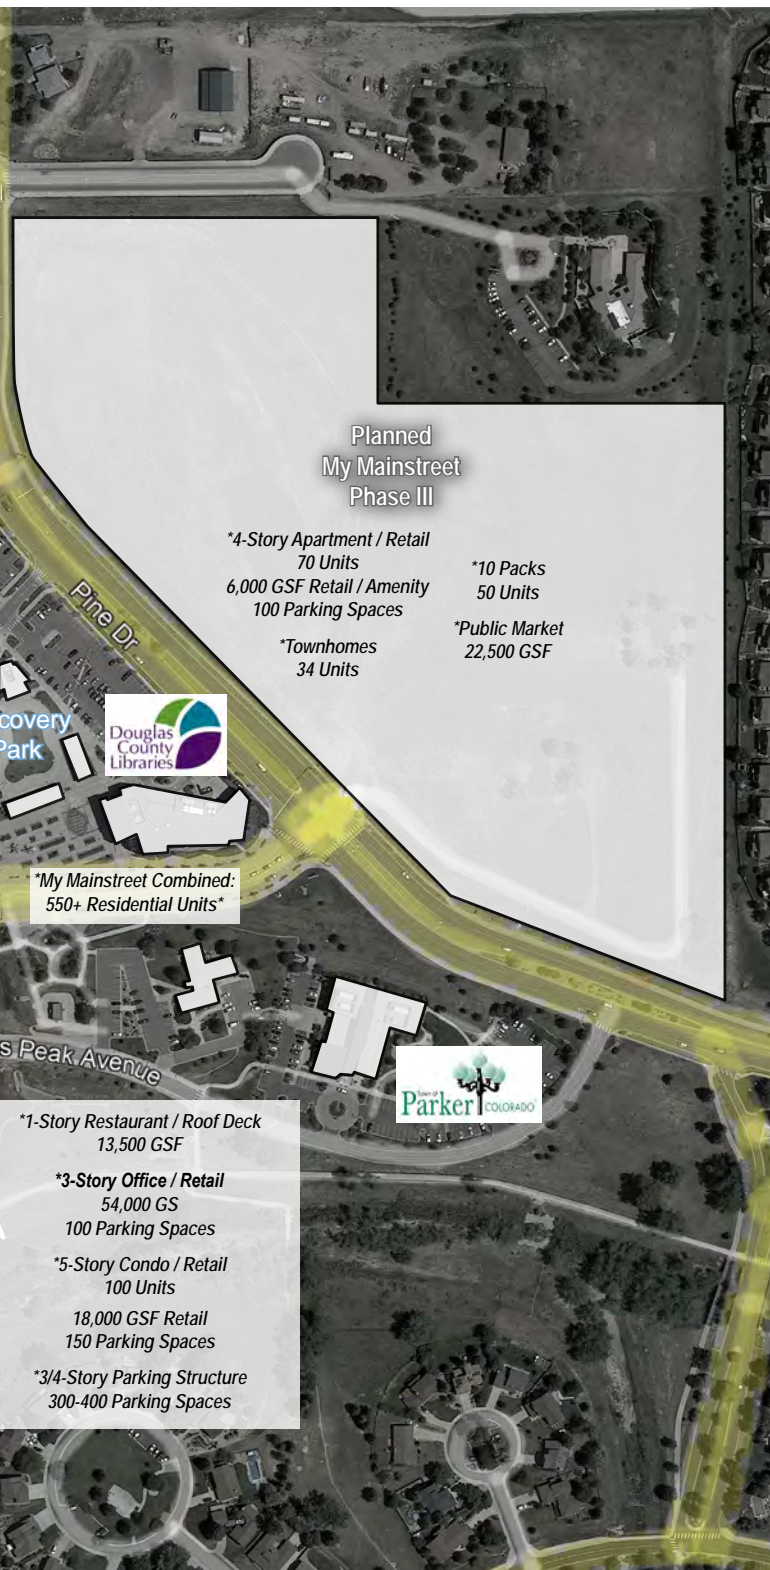 Planned
My Mainstreet
Phase III
*4-Story Apartment / Retail
70 Units
6,000 GSF Retail / Amenity
100 Parking Spaces
*Townhomes
34 Units
*10 Packs
50 Units
*Public Market
22,500 GSF
Pine Dr
covery
Park
Douglas
County
Libraries
*My Mainstreet Combined:
550+ Residential Units*
s Peak Avenue
Town of
Parker
COLORADO
*1-Story Restaurant / Roof Deck
13,500 GSF
*3-Story Office / Retail
54,000 GS
100 Parking Spaces
*5-Story Condo / Retail
100 Units
18,000 GSF Retail
150 Parking Spaces
*3/4-Story Parking Structure
300-400 Parking Spaces